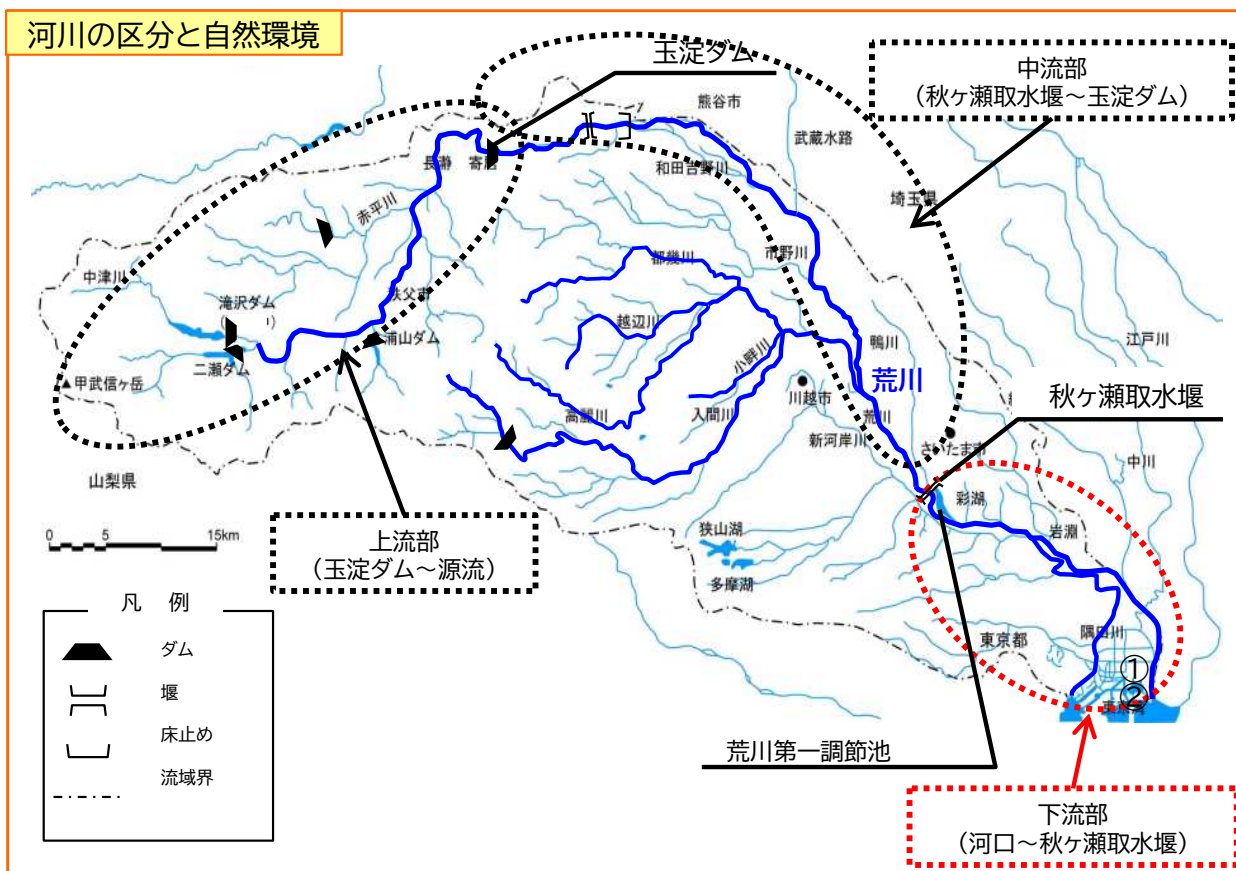 河川の区分と自然環境
玉淀ダム
中流部
（秋ヶ瀬取水堰～玉淀ダム）
熊谷市
武蔵水路
長瀞
寄居
和田吉野川
埼玉県
赤平川
中津川
都幾川
市野川
滝沢ダム
秩父市
浦山ダム
越辺川
江戸川
二瀬ダム
甲武信ヶ岳
小畔川
鴨川
荒川
川越市
秋ヶ瀬取水堰
高麗川
入間川
荒川
新河岸川
さいたま市
中川
山梨県
彩湖
0 5 15km
狭山湖
岩淵
上流部
（玉淀ダム～源流）
多摩湖
凡 例
ダム
堰
床止め
流域界
東京都
隅田川
①
②
東京湾
荒川第一調節池
下流部
（河口～秋ヶ瀬取水堰）